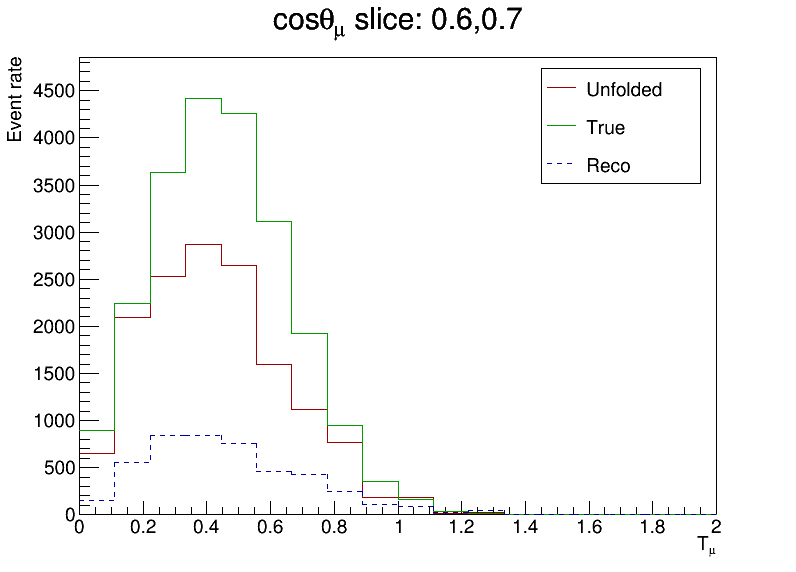 cosθμ slice: 0.6,0.7
Event rate
Unfolded
True
Reco
4500
4000
3500
3000
2500
2000
1500
1000
500
0
0 0.2 0.4 0.6 0.8 1 1.2 1.4 1.6 1.8 2
Tμ